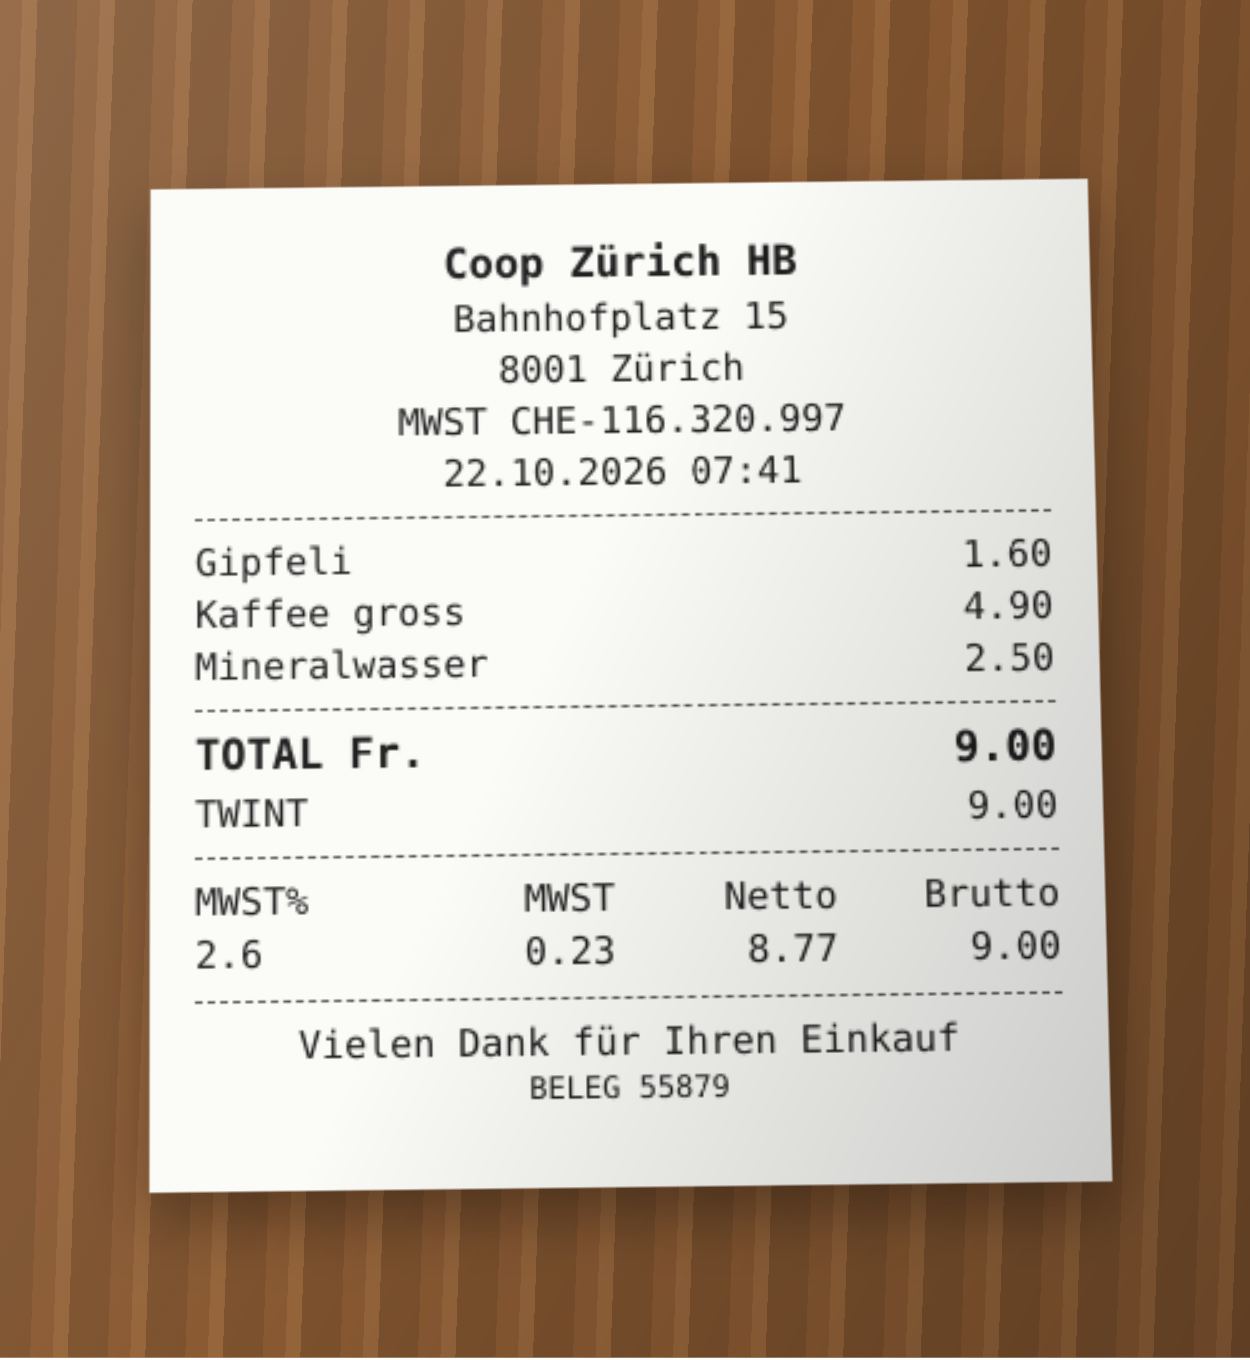 Coop Zürich HB
Bahnhofplatz 15
8001 Zürich
MWST CHE-116.320.997
22.10.2026 07:41
Gipfeli 1.60
Kaffee gross 4.90
Mineralwasser 2.50
TOTAL Fr. 9.00
TWINT 9.00
MWST% MWST Netto Brutto
2.6 0.23 8.77 9.00
Vielen Dank für Ihren Einkauf
BELEG 55879